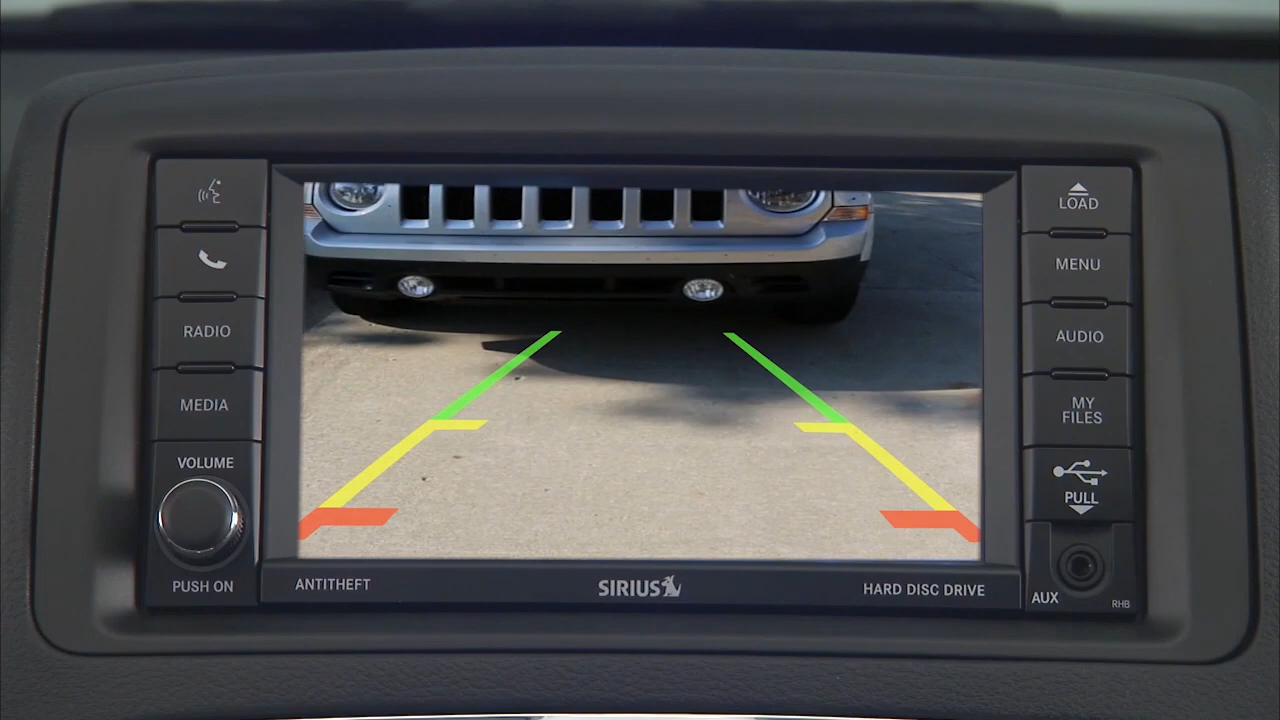 RADIO
MEDIA
VOLUME
PUSH ON
ANTITHEFT
SIRIUS
HARD DISC DRIVE
LOAD
MENU
AUDIO
MY
FILES
PULL
AUX
RHB